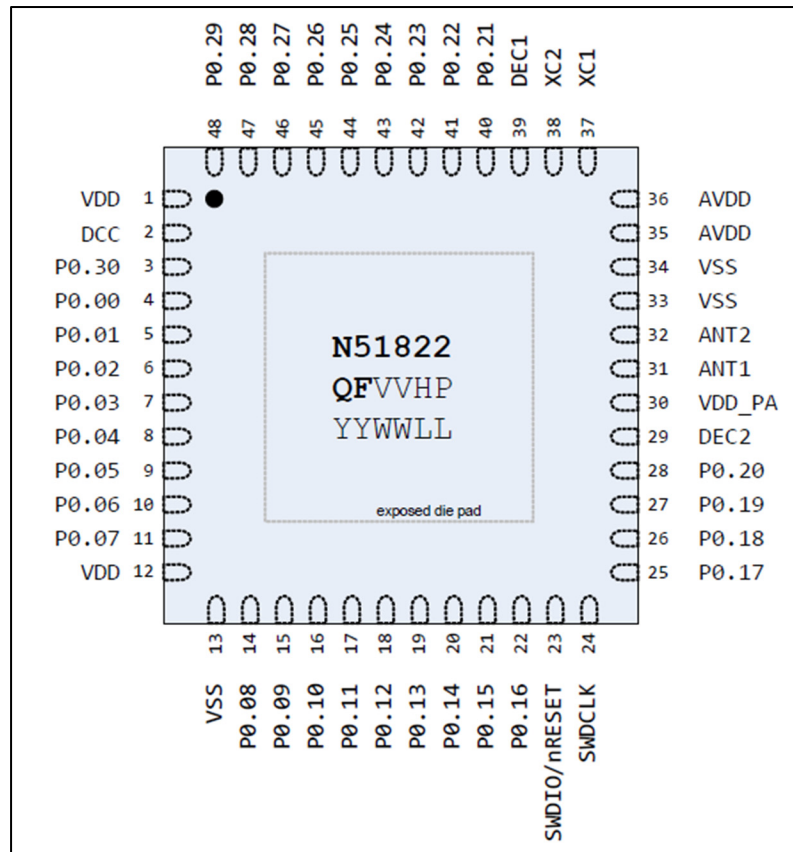 P0.29 P0.28 P0.27 P0.26 P0.25 P0.24 P0.23 P0.22 P0.21 DEC1 XC2 XC1
48 47 46 45 44 43 42 41 40 39 38 37
VDD 1
DCC 2
P0.30 3
P0.00 4
P0.01 5
P0.02 6
P0.03 7
P0.04 8
P0.05 9
P0.06 10
P0.07 11
VDD 12
N51822
QFVVHP
YYWWLL
exposed die pad
36 AVDD
35 AVDD
34 VSS
33 VSS
32 ANT2
31 ANT1
30 VDD_PA
29 DEC2
28 P0.20
27 P0.19
26 P0.18
25 P0.17
13 14 15 16 17 18 19 20 21 22 23 24
VSS P0.08 P0.09 P0.10 P0.11 P0.12 P0.13 P0.14 P0.15 P0.16 SWDIO/nRESET SWDCLK